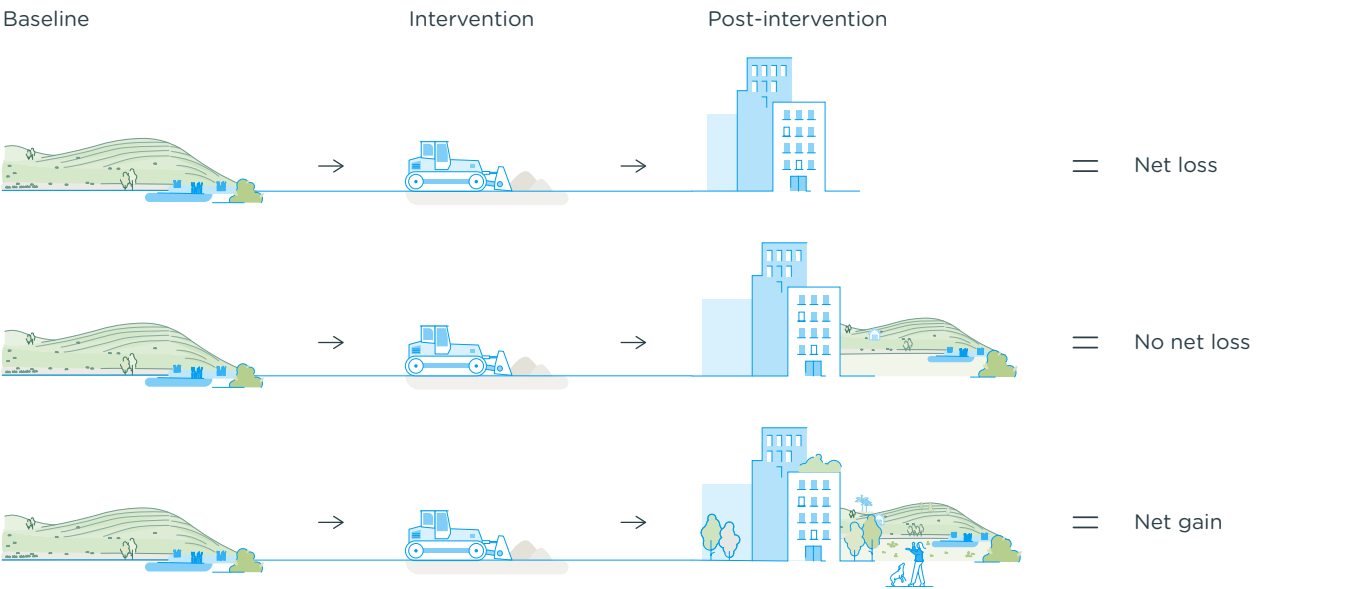 Baseline
Intervention
Post-intervention
Net loss
No net loss
Net gain